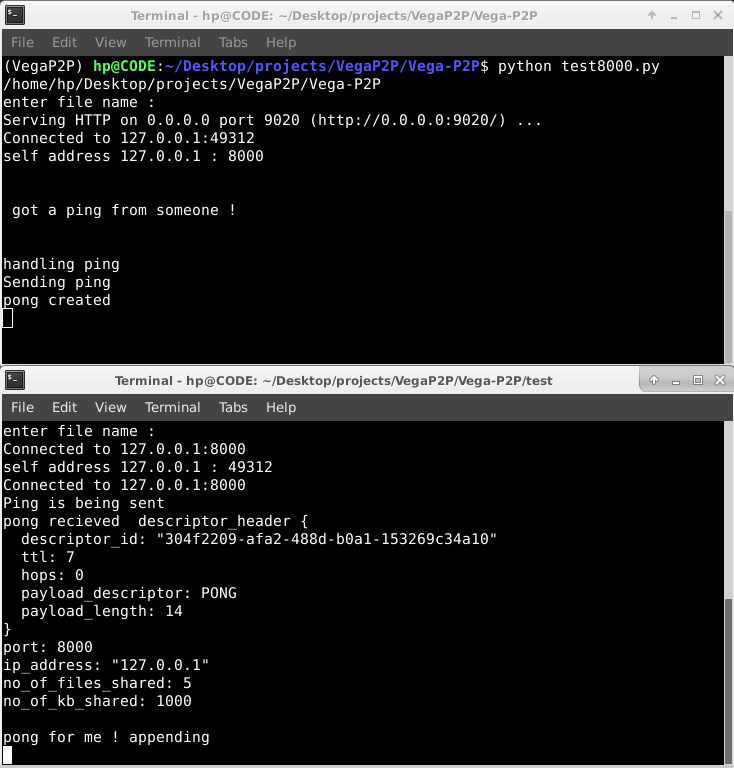 Terminal - hp@CODE: ~/Desktop/projects/VegaP2P/Vega-P2P
File Edit View Terminal Tabs Help
(VegaP2P) hp@CODE:~/Desktop/projects/VegaP2P/Vega-P2P$ python test8000.py
/home/hp/Desktop/projects/VegaP2P/Vega-P2P
enter file name :
Serving HTTP on 0.0.0.0 port 9020 (http://0.0.0.0:9020/) ...
Connected to 127.0.0.1:49312
self address 127.0.0.1 : 8000
got a ping from someone !
handling ping
Sending ping
pong created
Terminal - hp@CODE: ~/Desktop/projects/VegaP2P/Vega-P2P/test
File Edit View Terminal Tabs Help
enter file name :
Connected to 127.0.0.1:8000
self address 127.0.0.1 : 49312
Connected to 127.0.0.1:8000
Ping is being sent
pong recieved  descriptor_header {
  descriptor_id: "304f2209-afa2-488d-b0a1-153269c34a10"
  ttl: 7
  hops: 0
  payload_descriptor: PONG
  payload_length: 14
}
port: 8000
ip_address: "127.0.0.1"
no_of_files_shared: 5
no_of_kb_shared: 1000
pong for me ! appending